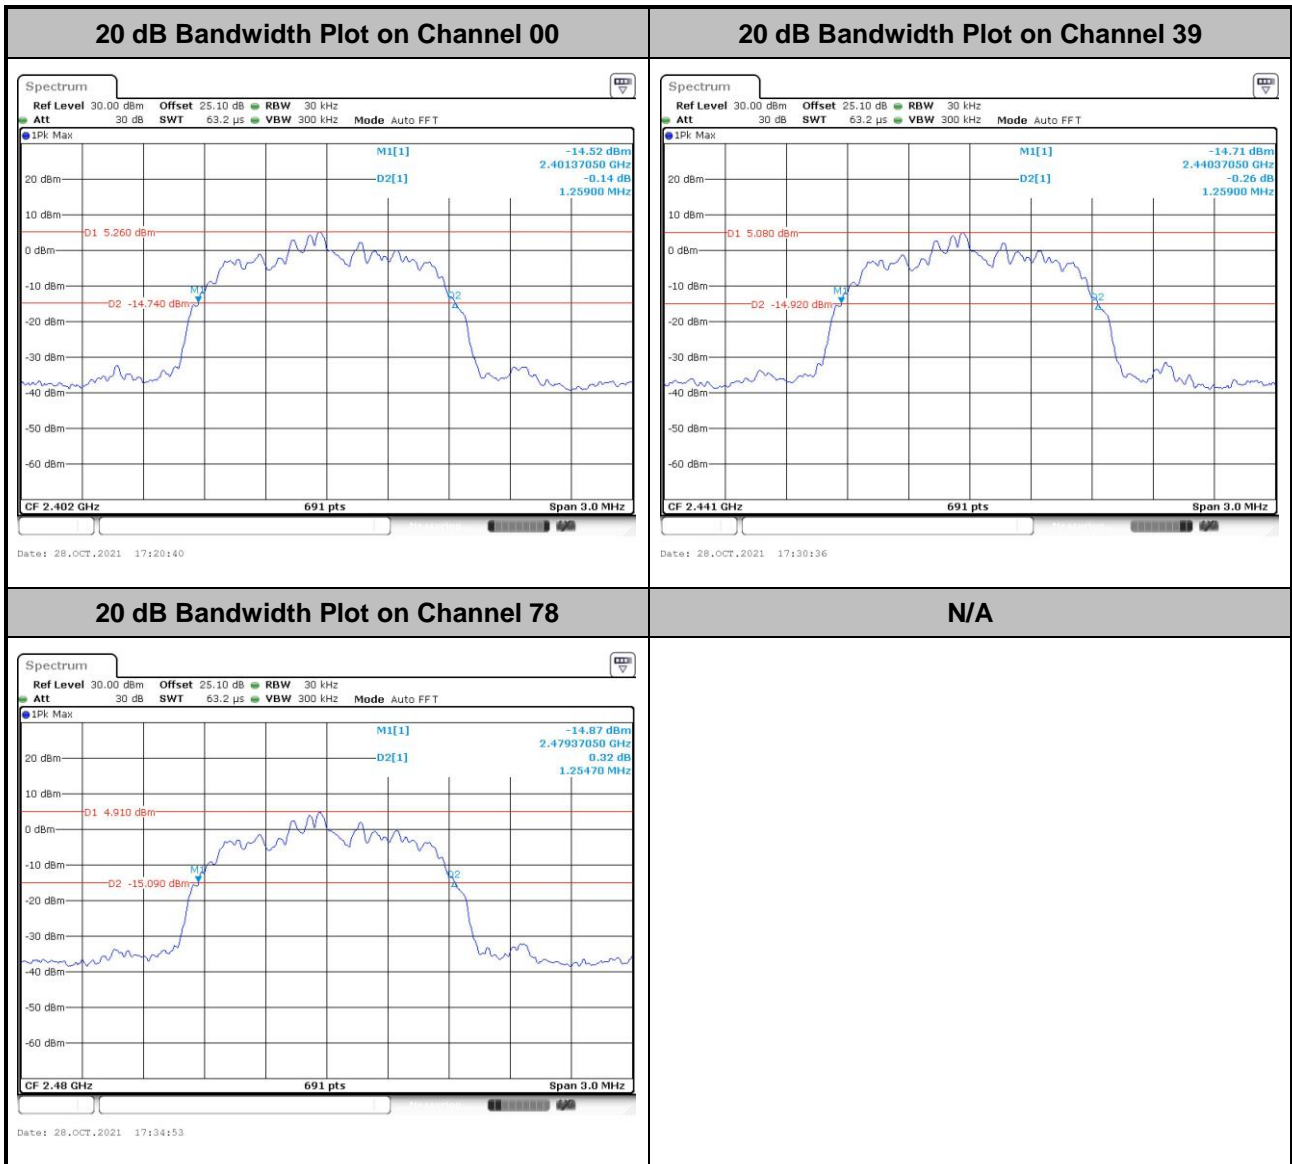 20 dB Bandwidth Plot on Channel 00
20 dB Bandwidth Plot on Channel 39
Spectrum
Ref Level 30.00 dBm Offset 25.10 dB RBW 30 kHz
Att 30 dB SWT 63.2 µs VBW 300 kHz Mode Auto FFT
1Pk Max
M1[1] -14.52 dBm
2.40137050 GHz
20 dBm D2[1] -0.14 dB
1.25900 MHz
10 dBm
D1 5.260 dBm
0 dBm
-10 dBm
M1
D2
D2 -14.740 dBm
-20 dBm
-30 dBm
-40 dBm
-50 dBm
-60 dBm
CF 2.402 GHz 691 pts Span 3.0 MHz
Date: 28.OCT.2021 17:20:40
Spectrum
Ref Level 30.00 dBm Offset 25.10 dB RBW 30 kHz
Att 30 dB SWT 63.2 µs VBW 300 kHz Mode Auto FFT
1Pk Max
M1[1] -14.71 dBm
2.44037050 GHz
20 dBm D2[1] -0.26 dB
1.25900 MHz
10 dBm
D1 5.080 dBm
0 dBm
-10 dBm
M1
D2
D2 -14.920 dBm
-20 dBm
-30 dBm
-40 dBm
-50 dBm
-60 dBm
CF 2.441 GHz 691 pts Span 3.0 MHz
Date: 28.OCT.2021 17:30:36
20 dB Bandwidth Plot on Channel 78
N/A
Spectrum
Ref Level 30.00 dBm Offset 25.10 dB RBW 30 kHz
Att 30 dB SWT 63.2 µs VBW 300 kHz Mode Auto FFT
1Pk Max
M1[1] -14.87 dBm
2.47937050 GHz
20 dBm D2[1] 0.32 dB
1.25470 MHz
10 dBm
D1 4.910 dBm
0 dBm
-10 dBm
M1
D2
D2 -15.090 dBm
-20 dBm
-30 dBm
-40 dBm
-50 dBm
-60 dBm
CF 2.48 GHz 691 pts Span 3.0 MHz
Date: 28.OCT.2021 17:34:53